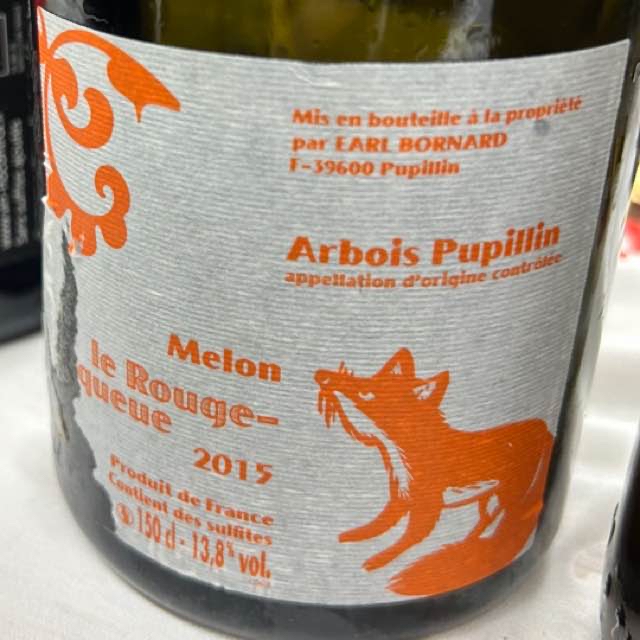 Mis en bouteille à la propriété
par EARL BORNARD
F-39600 Pupillin
Arbois Pupillin
appellation d'origine contrôlée
Melon
le Rouge-
queue 2015
Produit de France
Contient des sulfites
150 cl - 13,8% vol.